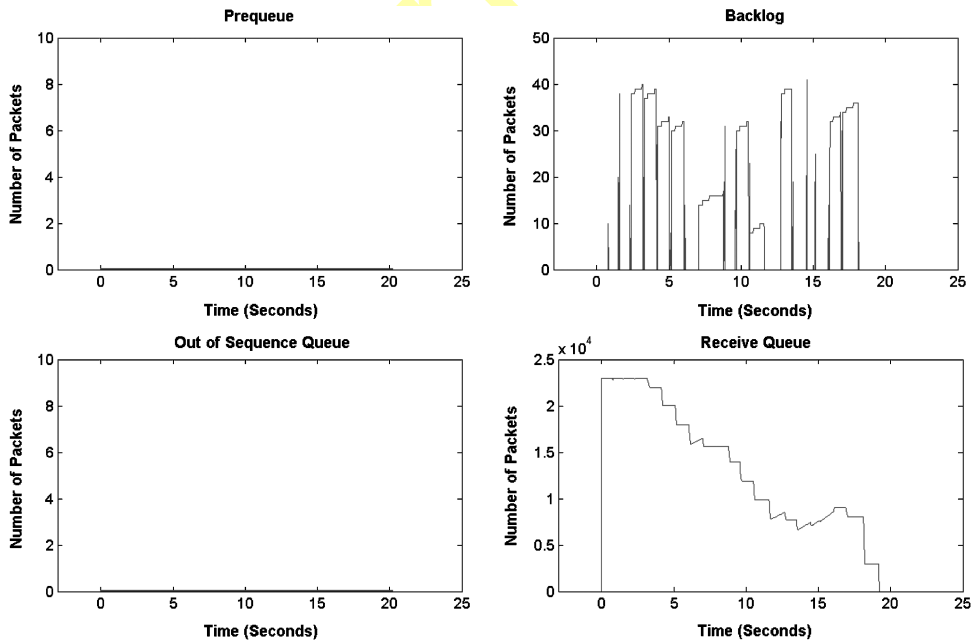 Prequeue
Number of Packets
10
8
6
4
2
0
0 5 10 15 20 25
Time (Seconds)
Backlog
Number of Packets
50
40
30
20
10
0
0 5 10 15 20 25
Time (Seconds)
Out of Sequence Queue
Number of Packets
10
8
6
4
2
0
0 5 10 15 20 25
Time (Seconds)
Receive Queue
x 10^4
Number of Packets
2.5
2
1.5
1
0.5
0
0 5 10 15 20 25
Time (Seconds)